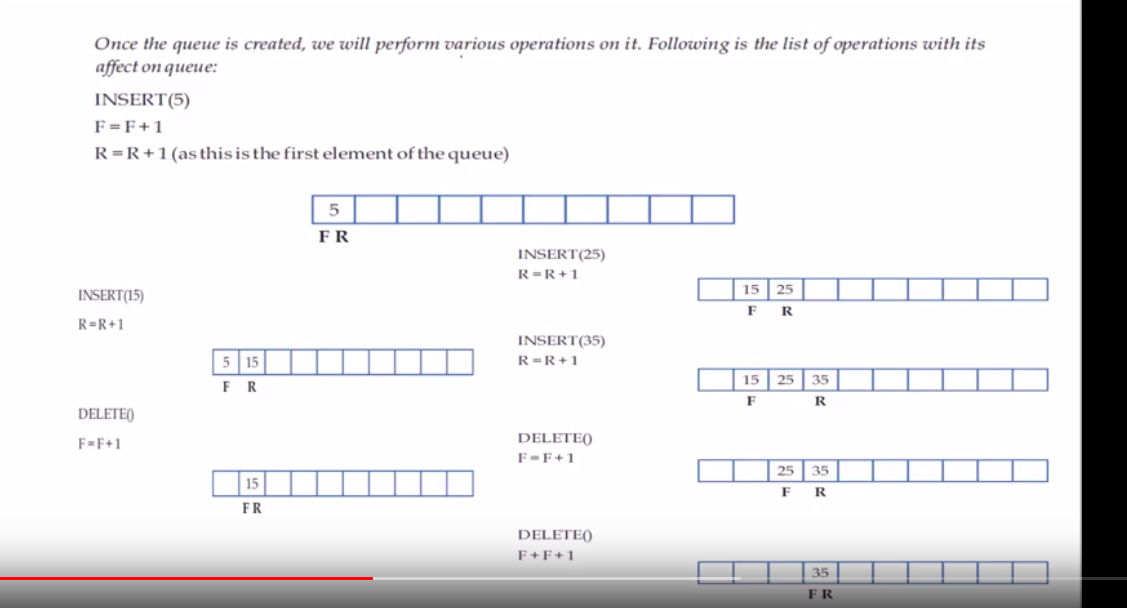 Once the queue is created, we will perform various operations on it. Following is the list of operations with its
affect on queue:
INSERT(5)
F = F + 1
R = R + 1 (as this is the first element of the queue)
5
F R
INSERT(15)
R=R+1
5 15
F R
DELETE()
F=F+1
15
F R
INSERT(25)
R = R + 1
15 25
F R
INSERT(35)
R = R + 1
15 25 35
F R
DELETE()
F = F + 1
25 35
F R
DELETE()
F + F + 1
35
F R